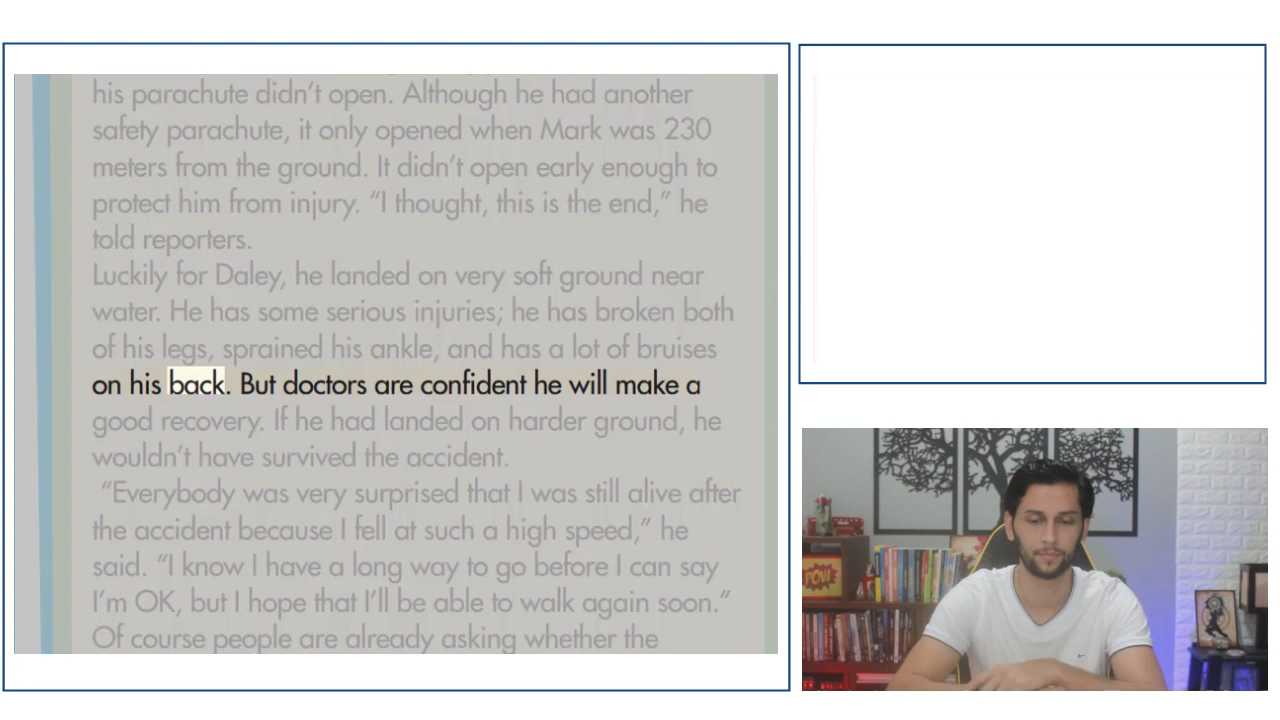 his parachute didn't open. Although he had another
safety parachute, it only opened when Mark was 230
meters from the ground. It didn't open early enough to
protect him from injury. “I thought, this is the end,” he
told reporters.
Luckily for Daley, he landed on very soft ground near
water. He has some serious injuries; he has broken both
of his legs, sprained his ankle, and has a lot of bruises
on his back. But doctors are confident he will make a
good recovery. If he had landed on harder ground, he
wouldn't have survived the accident.
“Everybody was very surprised that I was still alive after
the accident because I fell at such a high speed,” he
said. “I know I have a ong way to go before I can say
I'm OK, but I hope that I'll be able to walk again soon.”
Of course people are already asking whether the
POW!